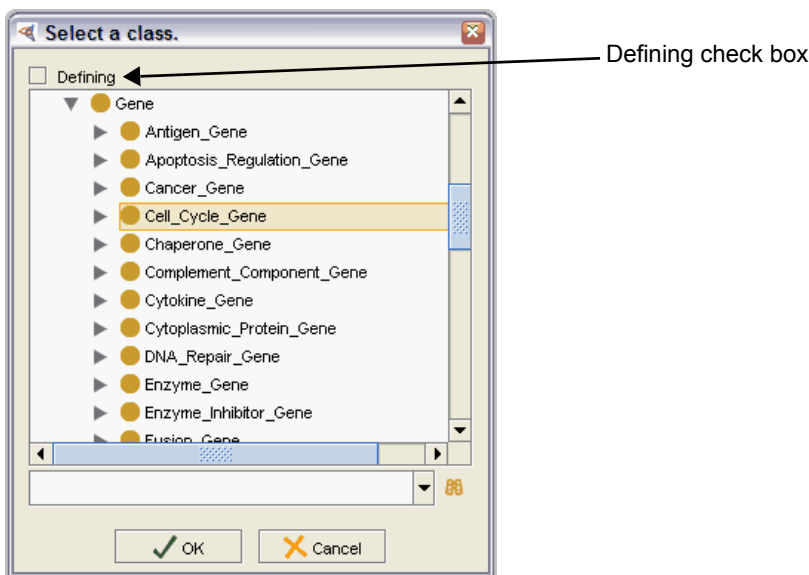 Select a class.
Defining check box
Defining
Gene
Antigen_Gene
Apoptosis_Regulation_Gene
Cancer_Gene
Cell_Cycle_Gene
Chaperone_Gene
Complement_Component_Gene
Cytokine_Gene
Cytoplasmic_Protein_Gene
DNA_Repair_Gene
Enzyme_Gene
Enzyme_Inhibitor_Gene
Fusion_Gene
OK
Cancel